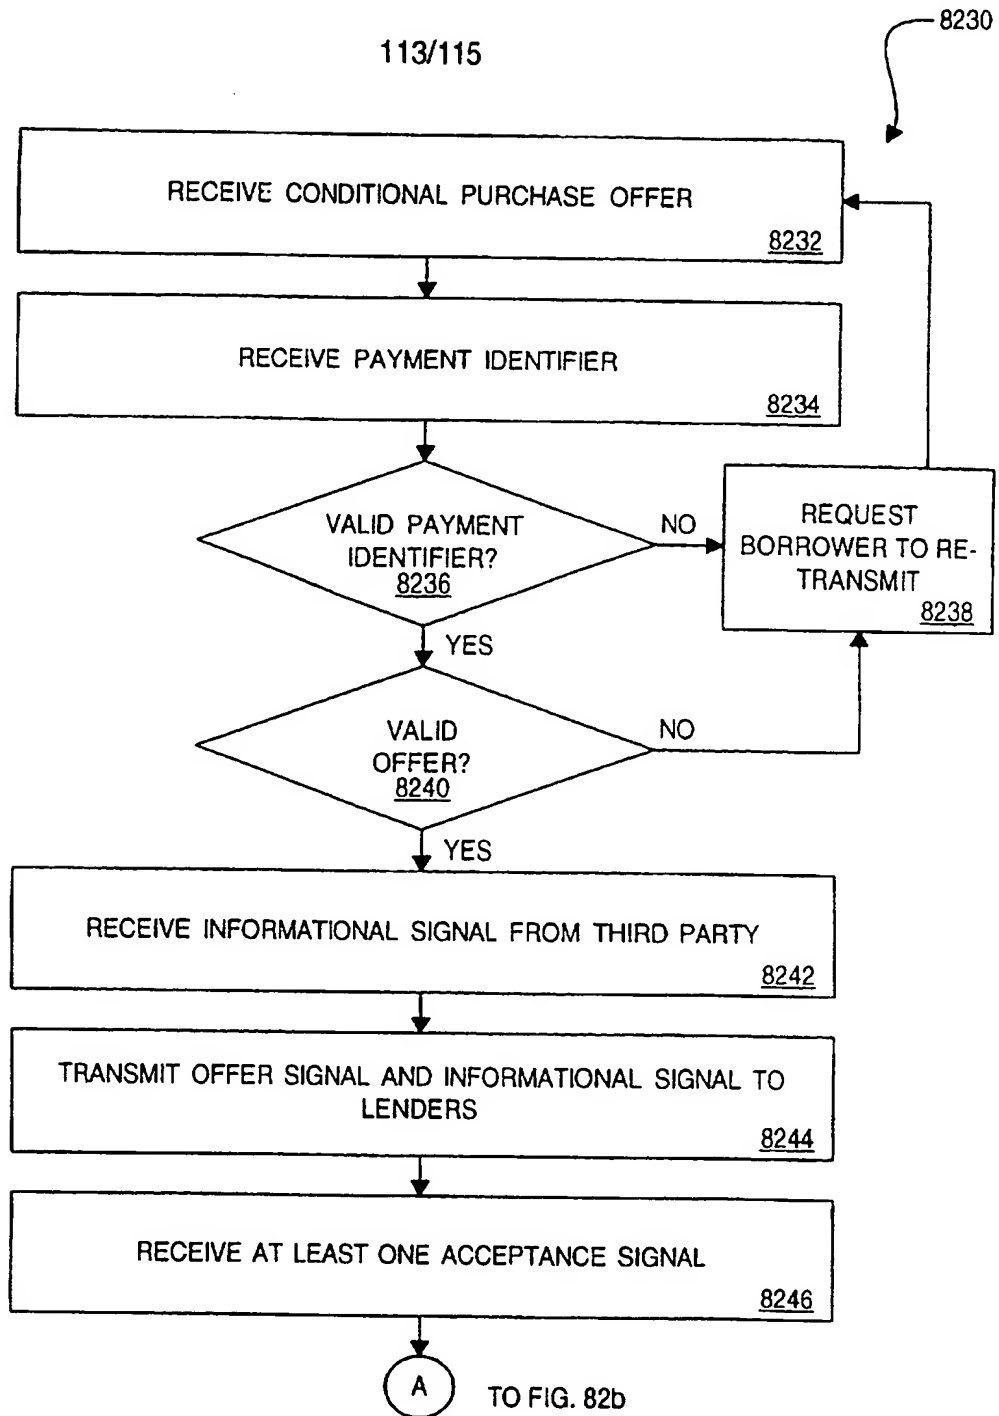 8230
113/115
RECEIVE CONDITIONAL PURCHASE OFFER
8232
RECEIVE PAYMENT IDENTIFIER
8234
VALID PAYMENT
IDENTIFIER?
8236
NO
REQUEST
BORROWER TO RE-
TRANSMIT
8238
YES
VALID
OFFER?
8240
NO
YES
RECEIVE INFORMATIONAL SIGNAL FROM THIRD PARTY
8242
TRANSMIT OFFER SIGNAL AND INFORMATIONAL SIGNAL TO
LENDERS
8244
RECEIVE AT LEAST ONE ACCEPTANCE SIGNAL
8246
A
TO FIG. 82b